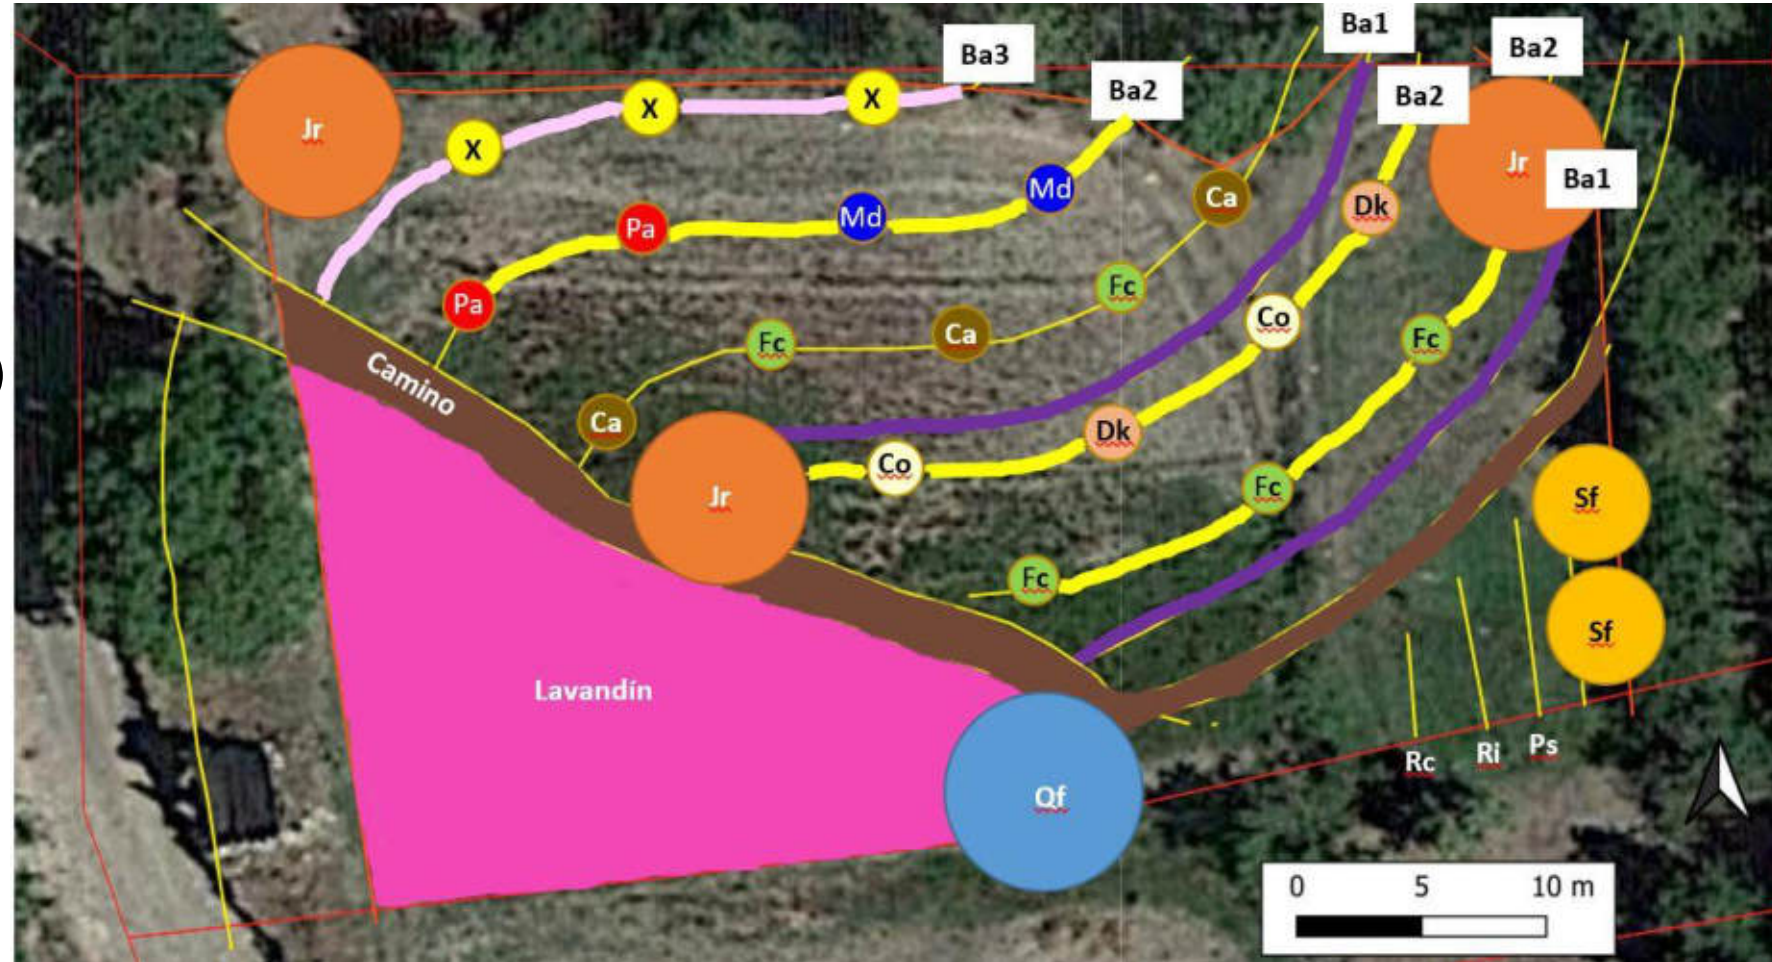 Ba1
Ba3
Ba2
Ba2
Ba2
Jr
X
X
X
Jr
Ba1
Md
Ca
Dk
Pa
Md
Pa
Fc
Co
Fc
Ca
Fc
Camino
Ca
Dk
Co
Fc
Jr
Sf
Fc
Sf
Lavandín
Rc
Ri
Ps
Qf
0 5 10 m